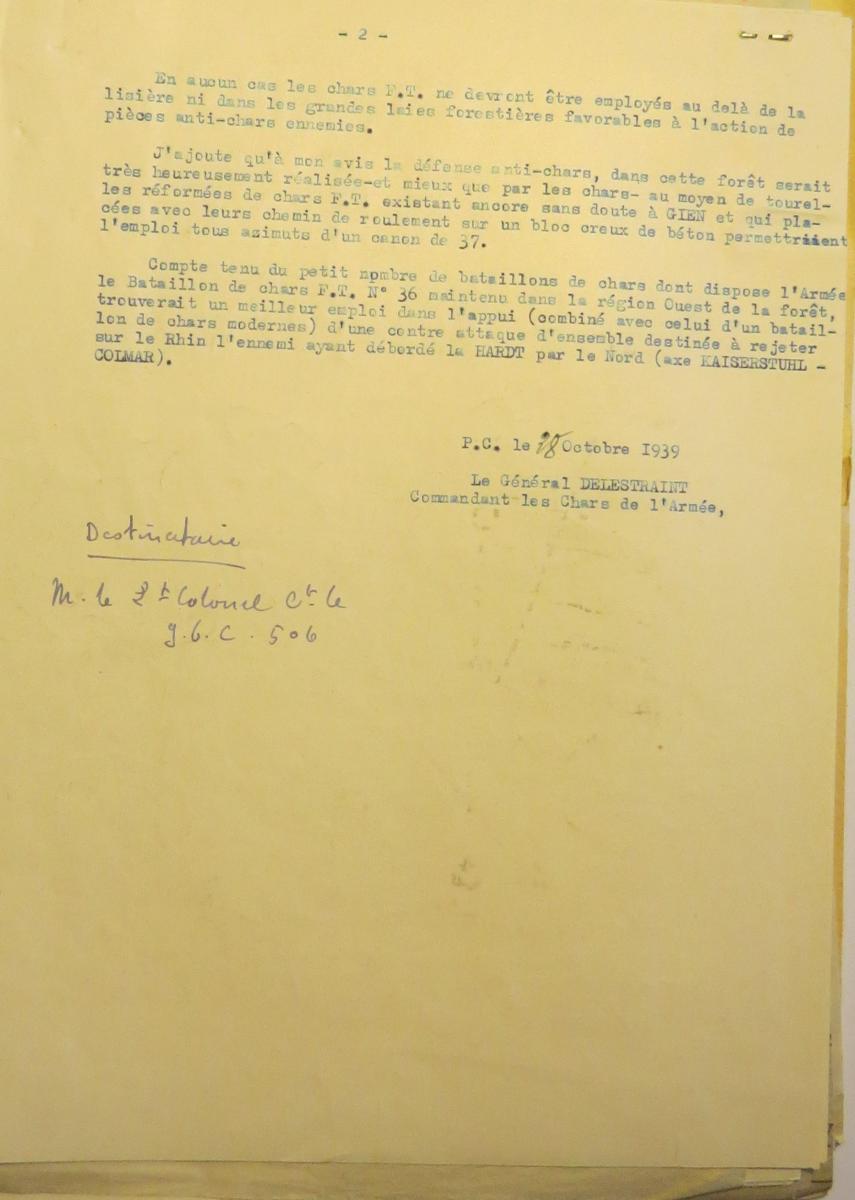 - 2 -
En aucun cas les chars F.T. ne devront être employés au delà de la
lisière ni dans les grandes laies forestières favorables à l'action de
pièces anti-chars ennemies.
J'ajoute qu'à mon avis la défense anti-chars, dans cette forêt serait
très heureusement réalisée-et mieux que par les chars- au moyen de tourel-
les réformées de chars F.T. existant encore sans doute à GIEN et qui pla-
cées avec leurs chemin de roulement sur un bloc creux de béton permettraient
l'emploi tous azimuts d'un canon de 37.
Compte tenu du petit nombre de bataillons de chars dont dispose l'Armée
le Bataillon de chars F.T. N° 36 maintenu dans la région Ouest de la forêt,
trouverait un meilleur emploi dans l'appui (combiné avec celui d'un batail-
lon de chars modernes) d'une contre attaque d'ensemble destinée à rejeter
sur le Rhin l'ennemi ayant débordé la HARDT par le Nord (axe KAISERSTUHL -
COLMAR).
P.C. le 28 Octobre 1939
Le Général DELESTRAINT
Commandant les Chars de l'Armée,
Destinataire
M. le Lt Colonel Ct le
G.B.C. 506